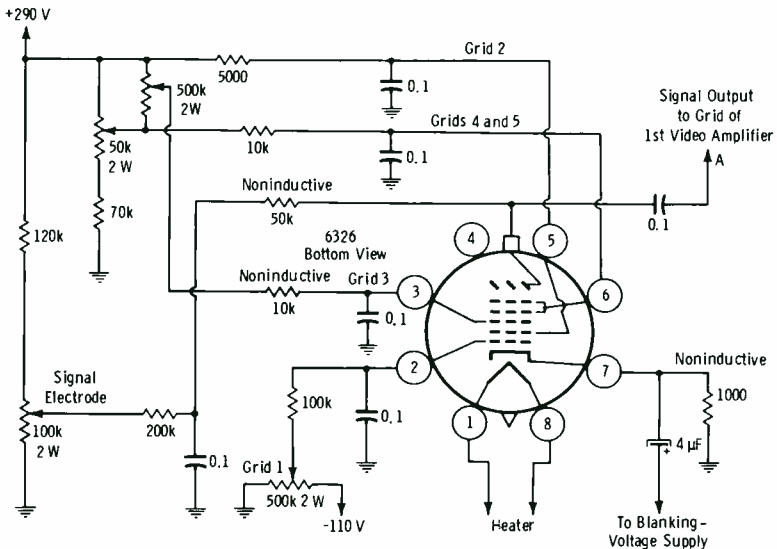 +290 V
Grid 2
5000
500k
2W
0.1
Signal Output
to Grid of
1st Video Amplifier
A
Grids 4 and 5
10k
0.1
50k
2 W
Noninductive
50k
0.1
70k
120k
6326
Bottom View
4
5
Noninductive
Grid 3
10k
0.1
3
6
2
7
Noninductive
1000
Signal
Electrode
100k
2 W
200k
100k
0.1
1
8
4 µF
+
0.1
Grid 1
500k 2 W
-110 V
Heater
To Blanking-
Voltage Supply